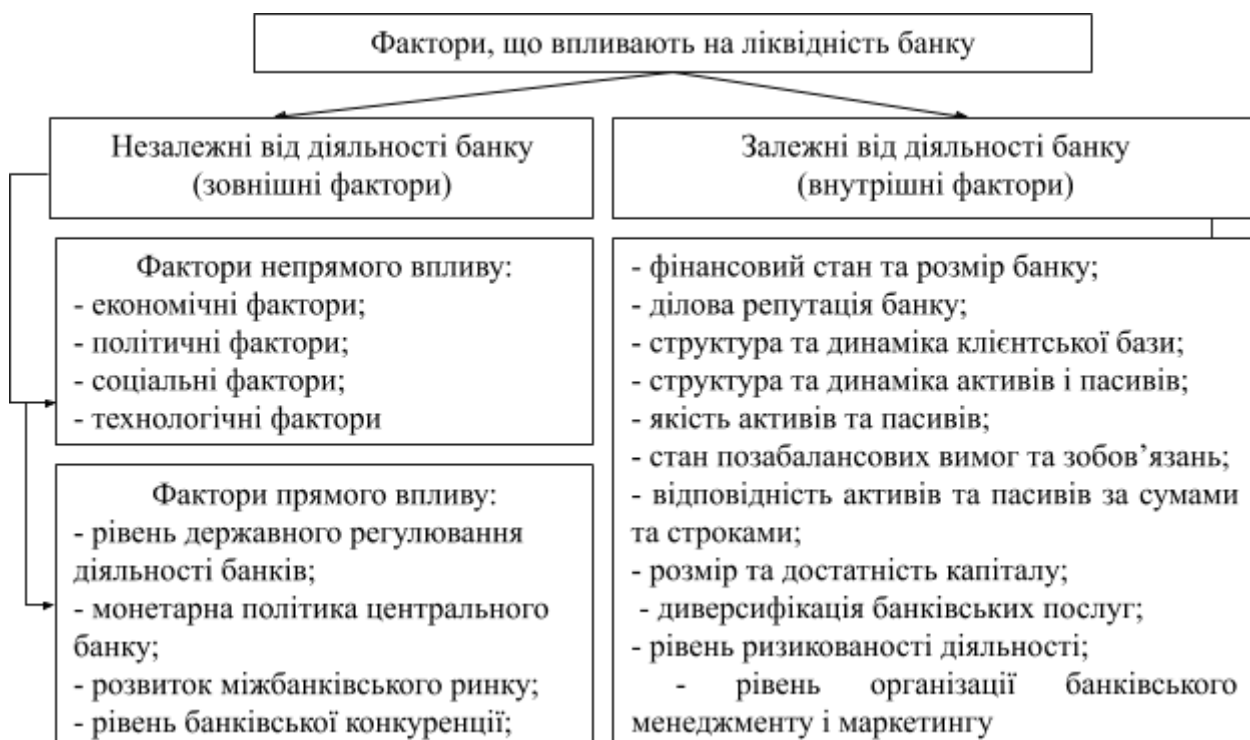 Фактори, що впливають на ліквідність банку
Незалежні від діяльності банку
(зовнішні фактори)
Залежні від діяльності банку
(внутрішні фактори)
Фактори непрямого впливу:
- економічні фактори;
- політичні фактори;
- соціальні фактори;
- технологічні фактори
Фактори прямого впливу:
- рівень державного регулювання
діяльності банків;
- монетарна політика центрального
банку;
- розвиток міжбанківського ринку;
- рівень банківської конкуренції;
- фінансовий стан та розмір банку;
- ділова репутація банку;
- структура та динаміка клієнтської бази;
- структура та динаміка активів і пасивів;
- якість активів та пасивів;
- стан позабалансових вимог та зобов’язань;
- відповідність активів та пасивів за сумами
та строками;
- розмір та достатність капіталу;
- диверсифікація банківських послуг;
- рівень ризикованості діяльності;
- рівень організації банківського
менеджменту і маркетингу